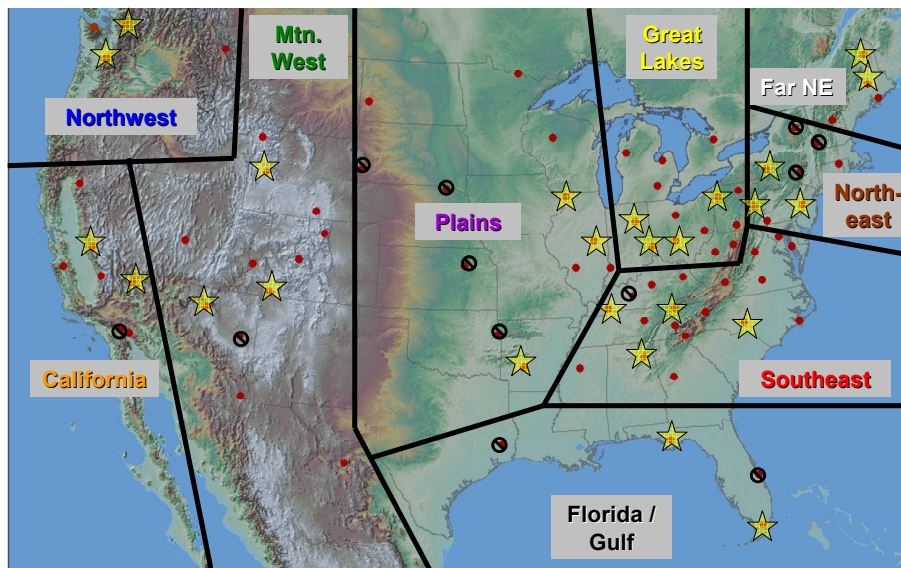 Mtn.
West
Great
Lakes
Far NE
Northwest
North-
east
Plains
California
Southeast
Florida /
Gulf